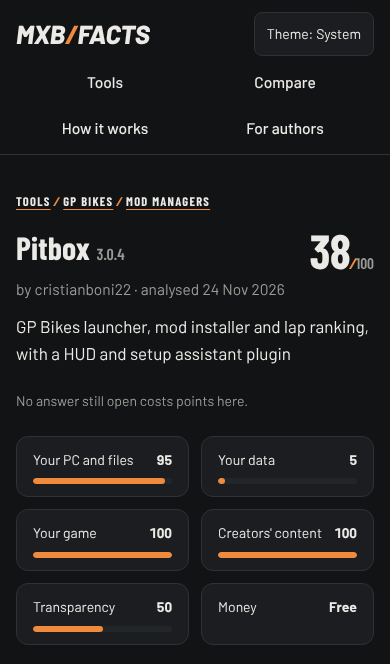 MXB/FACTS
Theme: System
Tools
Compare
How it works
For authors
TOOLS / GP BIKES / MOD MANAGERS
Pitbox 3.0.4
38/100
by cristianboni22 · analysed 24 Nov 2026
GP Bikes launcher, mod installer and lap ranking,
with a HUD and setup assistant plugin
No answer still open costs points here.
Your PC and files 95
Your data 5
Your game 100
Creators' content 100
Transparency 50
Money Free